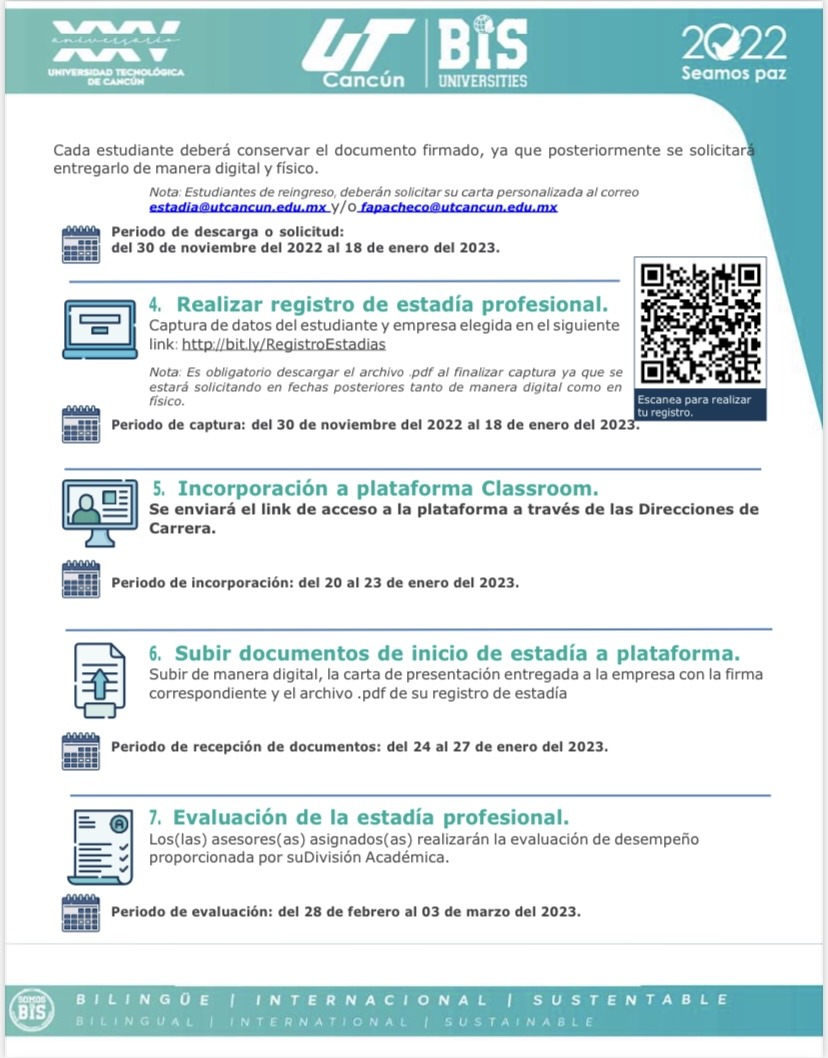 XXV
aniversario
UNIVERSIDAD TECNOLÓGICA
DE CANCÚN
UT
Cancún
BIS
UNIVERSITIES
2022
Seamos paz
Cada estudiante deberá conservar el documento firmado, ya que posteriormente se solicitará
entregarlo de manera digital y físico.
Nota: Estudiantes de reingreso, deberán solicitar su carta personalizada al correo
estadia@utcancun.edu.mx y/o fapacheco@utcancun.edu.mx
Periodo de descarga o solicitud:
del 30 de noviembre del 2022 al 18 de enero del 2023.
4. Realizar registro de estadía profesional.
Captura de datos del estudiante y empresa elegida en el siguiente
link: http://bit.ly/RegistroEstadias
Nota: Es obligatorio descargar el archivo .pdf al finalizar captura ya que se
estará solicitando en fechas posteriores tanto de manera digital como en
físico.
Escanea para realizar
tu registro.
Periodo de captura: del 30 de noviembre del 2022 al 18 de enero del 2023.
5. Incorporación a plataforma Classroom.
Se enviará el link de acceso a la plataforma a través de las Direcciones de
Carrera.
Periodo de incorporación: del 20 al 23 de enero del 2023.
6. Subir documentos de inicio de estadía a plataforma.
Subir de manera digital, la carta de presentación entregada a la empresa con la firma
correspondiente y el archivo .pdf de su registro de estadía
Periodo de recepción de documentos: del 24 al 27 de enero del 2023.
7. Evaluación de la estadía profesional.
A
Los(las) asesores(as) asignados(as) realizarán la evaluación de desempeño
proporcionada por suDivisión Académica.
Periodo de evaluación: del 28 de febrero al 03 de marzo del 2023.
SOMOS
BIS
BILINGÜE | INTERNACIONAL | SUSTENTABLE
BILINGUAL | INTERNATIONAL | SUSTAINABLE